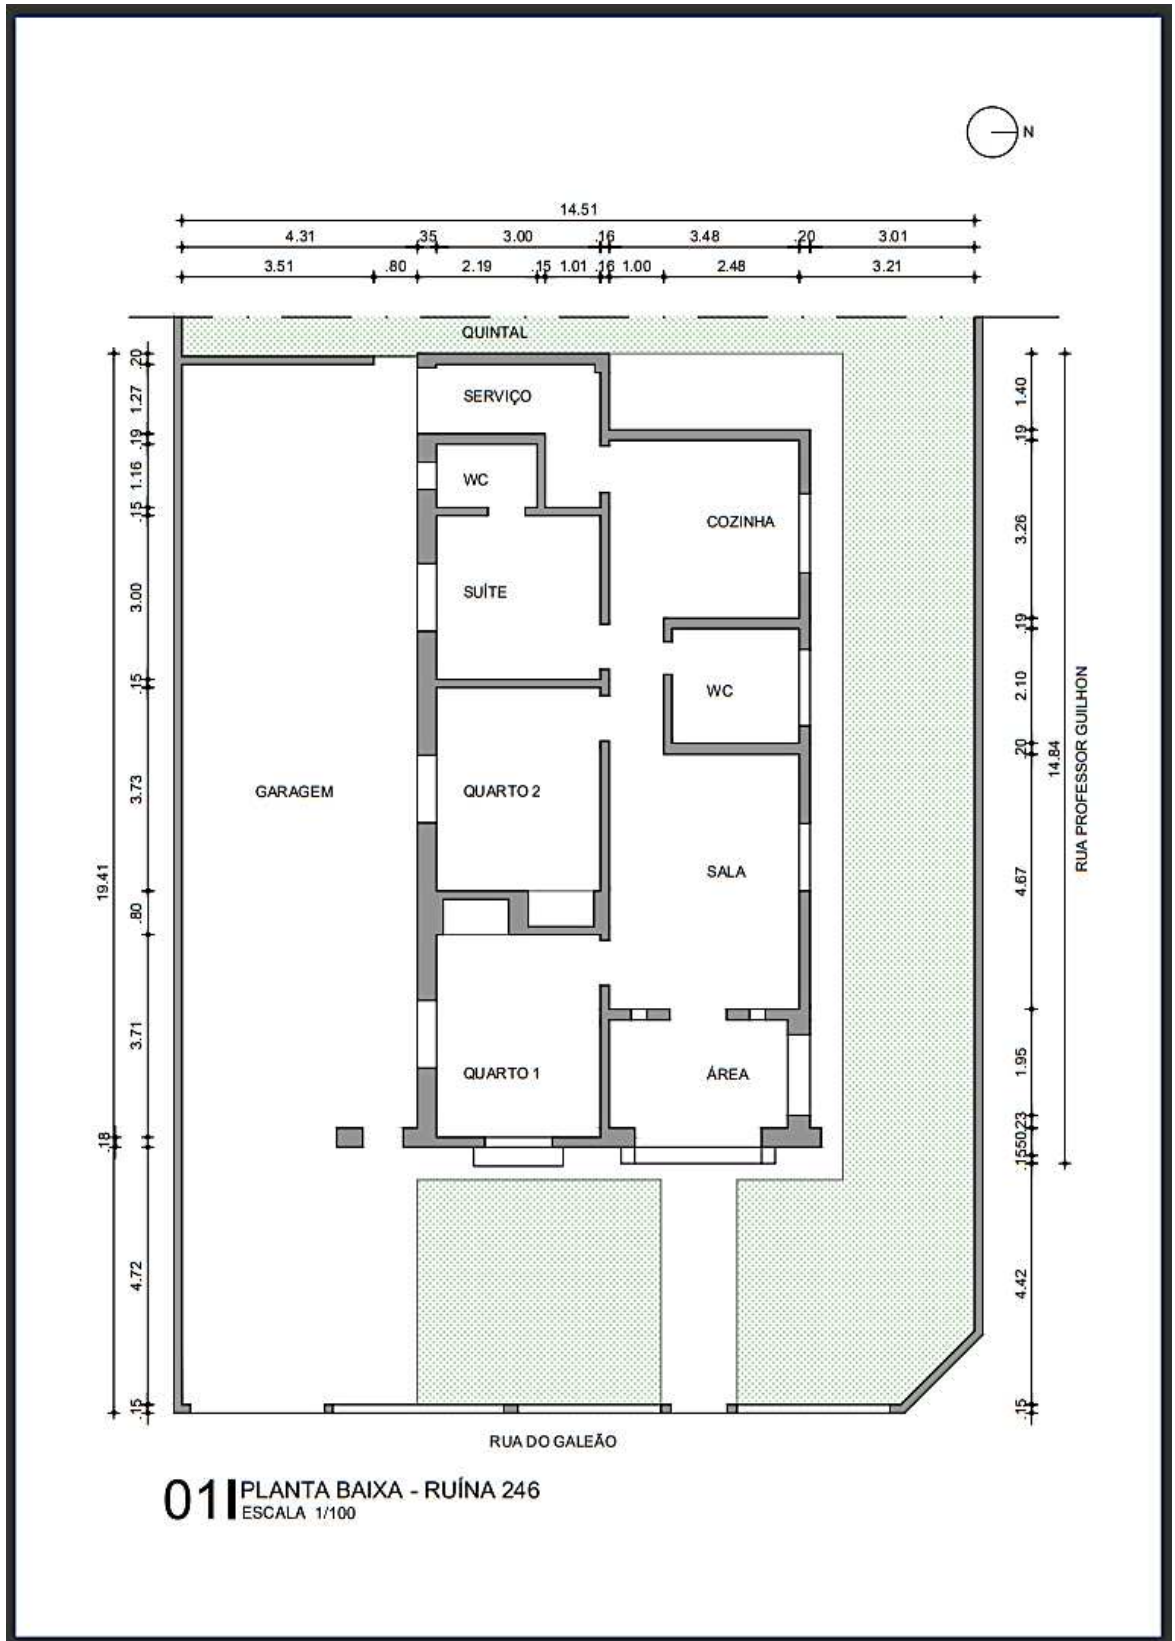 N
14.51
4.31 .35 3.00 .16 3.48 .20 3.01
3.51 .80 2.19 .15 1.01 .16 1.00 2.48 3.21
QUINTAL
SERVIÇO
WC
COZINHA
SUÍTE
WC
GARAGEM
QUARTO 2
SALA
QUARTO 1
ÁREA
.20
1.27
.19
1.16
.15
3.00
.15
3.73
.80
3.71
.18
4.72
.15
19.41
1.40
.19
3.26
.19
2.10
.20
4.67
1.95
.23
.50
.15
4.42
.15
14.84
RUA PROFESSOR GUILHON
RUA DO GALEÃO
01 PLANTA BAIXA - RUÍNA 246
ESCALA 1/100